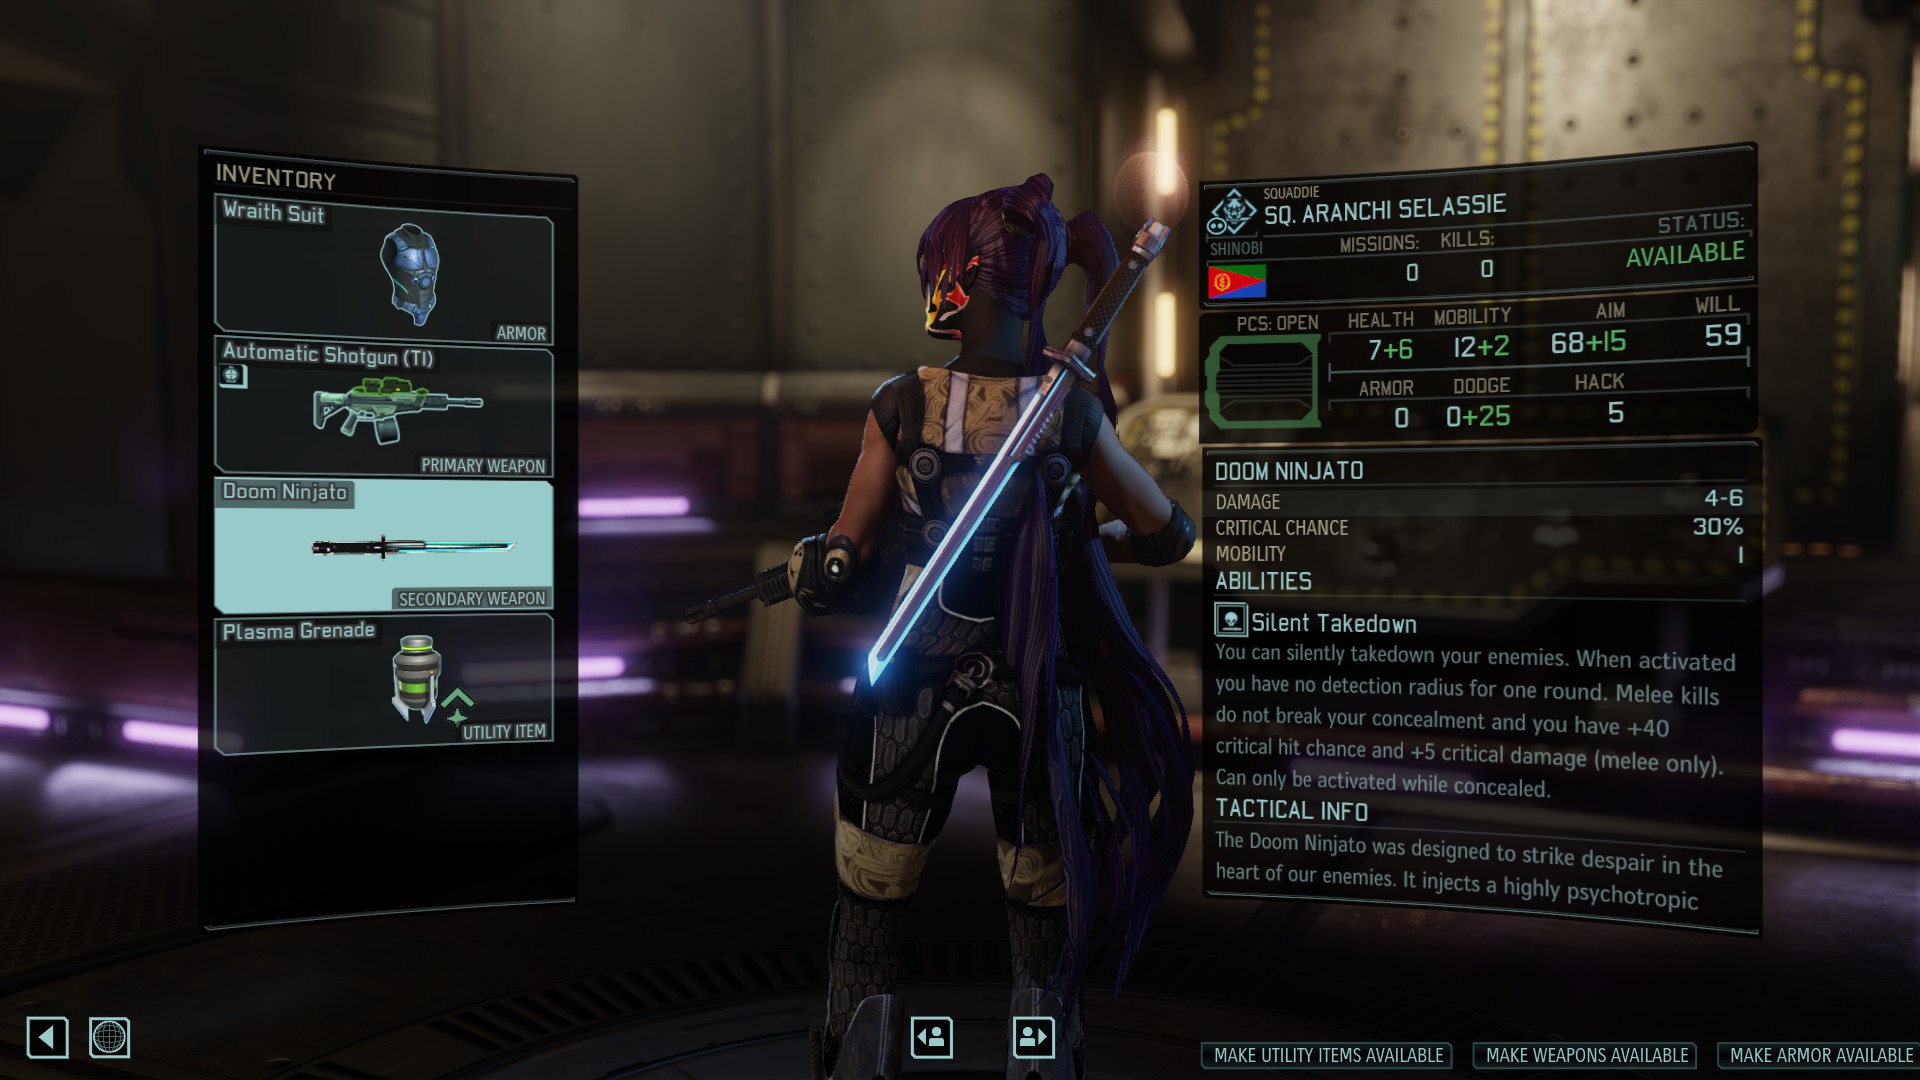 INVENTORY
Wraith Suit
ARMOR
Automatic Shotgun (T1)
PRIMARY WEAPON
Doom Ninjato
SECONDARY WEAPON
Plasma Grenade
UTILITY ITEM
SQUADDIE
SQ. ARANCHI SELASSIE
SHINOBI
MISSIONS: KILLS: STATUS:
0 0 AVAILABLE
PCS: OPEN
HEALTH MOBILITY AIM WILL
7+6 12+2 68+15 59
ARMOR DODGE HACK
0 0+25 5
DOOM NINJATO
DAMAGE 4-6
CRITICAL CHANCE 30%
MOBILITY 1
ABILITIES
Silent Takedown
You can silently takedown your enemies. When activated
you have no detection radius for one round. Melee kills
do not break your concealment and you have +40
critical hit chance and +5 critical damage (melee only).
Can only be activated while concealed.
TACTICAL INFO
The Doom Ninjato was designed to strike despair in the
heart of our enemies. It injects a highly psychotropic
MAKE UTILITY ITEMS AVAILABLE
MAKE WEAPONS AVAILABLE
MAKE ARMOR AVAILABLE